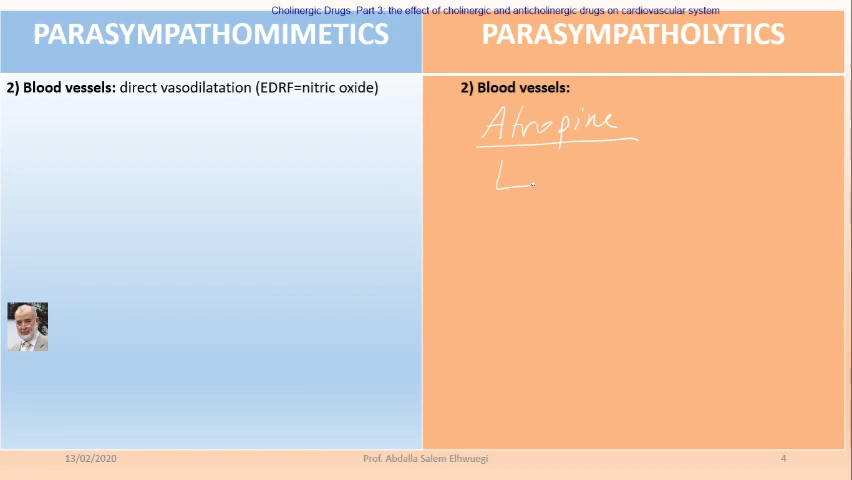 Cholinergic Drugs. Part 3: the effect of cholinergic and anticholinergic drugs on cardiovascular system
PARASYMPATHOMIMETICS
PARASYMPATHOLYTICS
2) Blood vessels: direct vasodilatation (EDRF=nitric oxide)
2) Blood vessels:
Atropine
L
13/02/2020
Prof. Abdalla Salem Elhwuegi
4